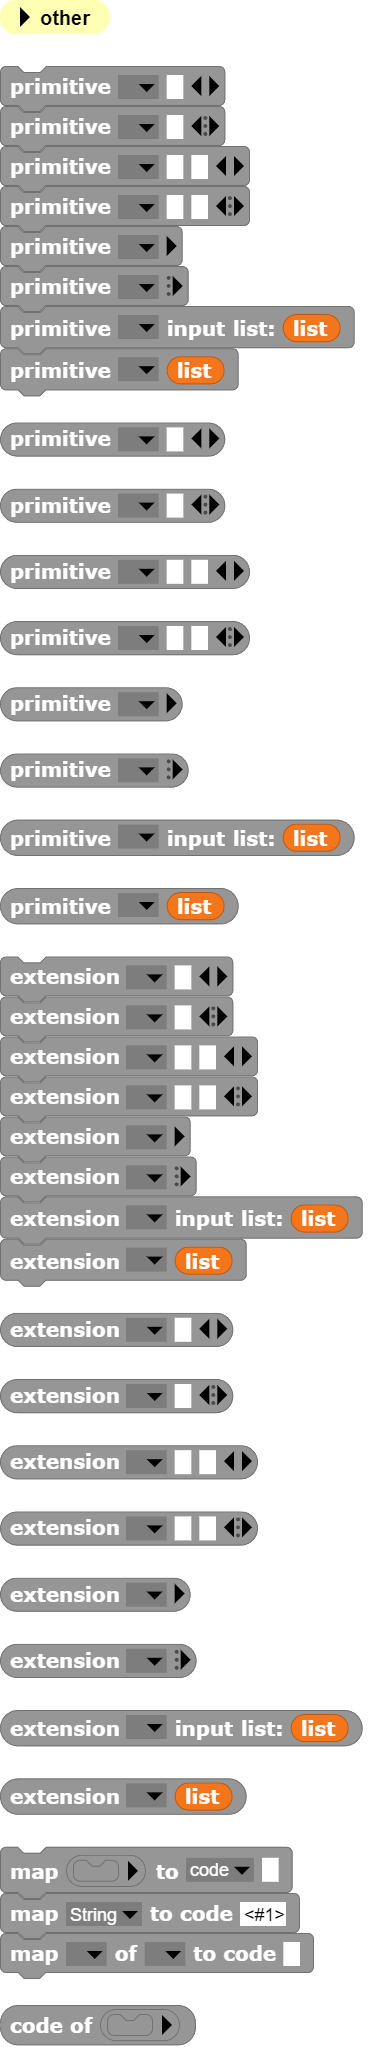 other
primitive
primitive
primitive
primitive
primitive
primitive
primitive input list: list
primitive list
primitive
primitive
primitive
primitive
primitive
primitive
primitive input list: list
primitive list
extension
extension
extension
extension
extension
extension
extension input list: list
extension list
extension
extension
extension
extension
extension
extension
extension input list: list
extension list
map to code
map String to code <#1>
map of to code
code of